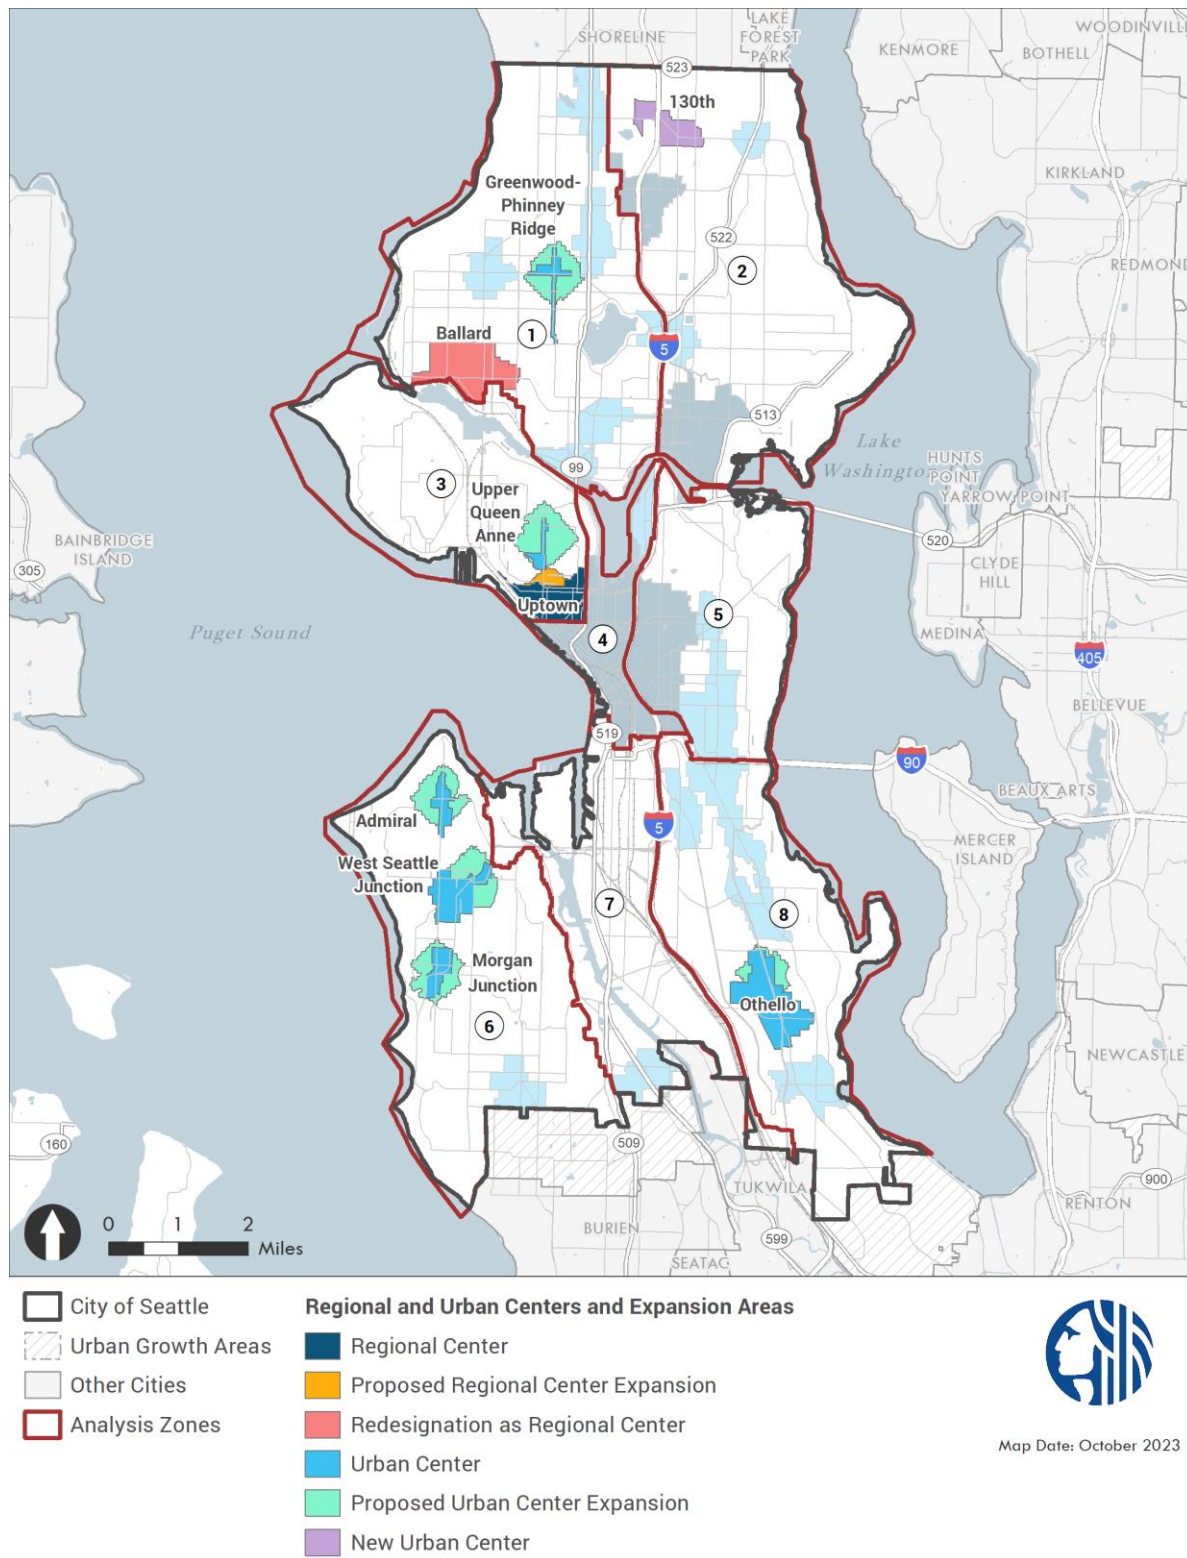 SHORELINE
LAKE
FOREST
PARK
KENMORE
BOTHELL
WOODINVILLE
523
130th
KIRKLAND
Greenwood-
Phinney
Ridge
522
2
REDMOND
1
Ballard
5
513
Lake
Washington
HUNTS
POINT
YARROW POINT
99
3
Upper
Queen
Anne
520
BAINBRIDGE
ISLAND
305
CLYDE
HILL
Uptown
5
4
MEDINA
Puget Sound
405
BELLEVUE
519
90
BEAUX ARTS
Admiral
5
MERCER
ISLAND
West Seattle
Junction
7
8
Morgan
Junction
Othello
6
NEWCASTLE
160
509
TUKWILA
900
RENTON
BURIEN
599
SEATAC
0 1 2
Miles
City of Seattle
Urban Growth Areas
Other Cities
Analysis Zones
Regional and Urban Centers and Expansion Areas
Regional Center
Proposed Regional Center Expansion
Redesignation as Regional Center
Urban Center
Proposed Urban Center Expansion
New Urban Center
Map Date: October 2023